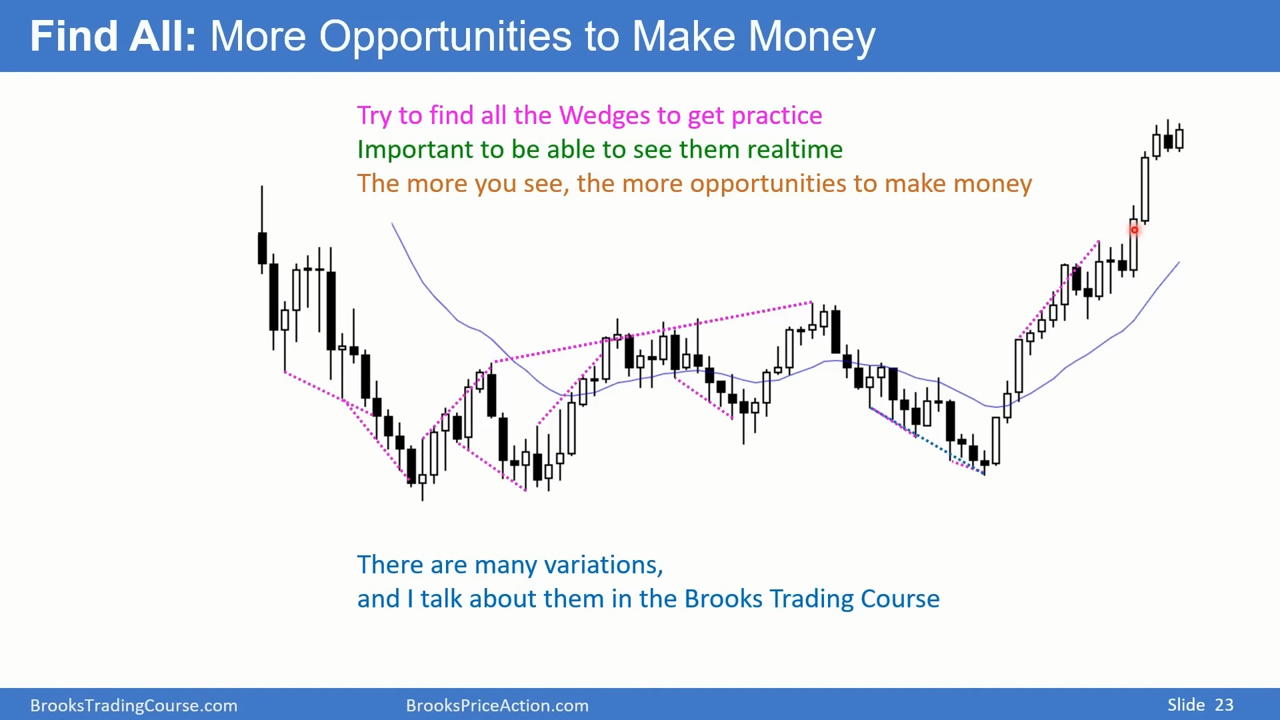 Find All: More Opportunities to Make Money
Try to find all the Wedges to get practice
Important to be able to see them realtime
The more you see, the more opportunities to make money
There are many variations,
and I talk about them in the Brooks Trading Course
BrooksTradingCourse.com
BrooksPriceAction.com
Slide 23